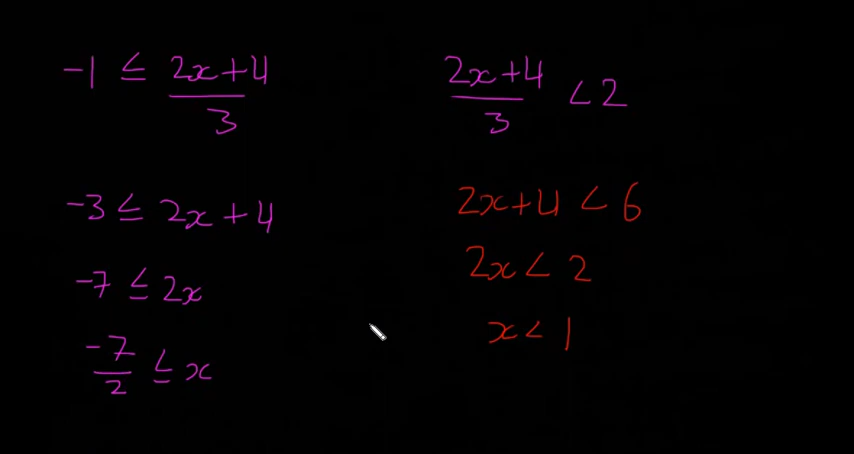 -1 ≤ (2x+4)/3
-3 ≤ 2x+4
-7 ≤ 2x
-7/2 ≤ x
(2x+4)/3 < 2
2x+4 < 6
2x < 2
x < 1